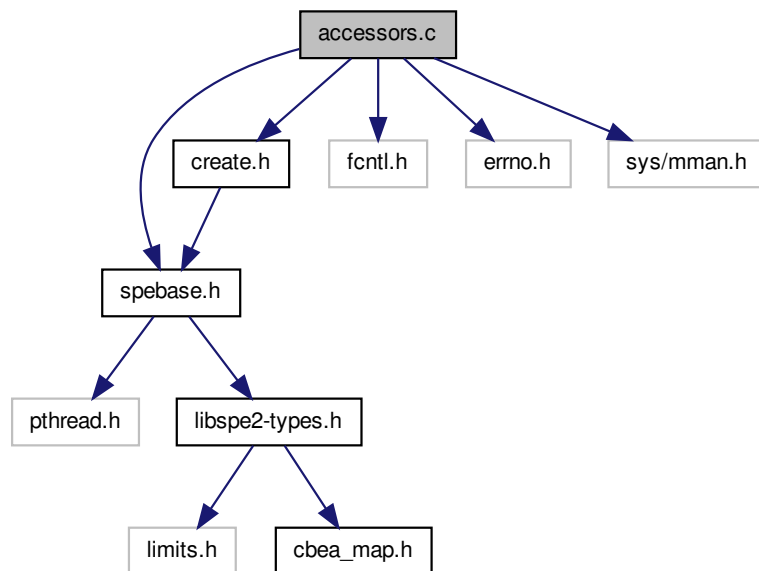 accessors.c
create.h
fcntl.h
errno.h
sys/mman.h
spebase.h
pthread.h
libspe2-types.h
limits.h
cbea_map.h